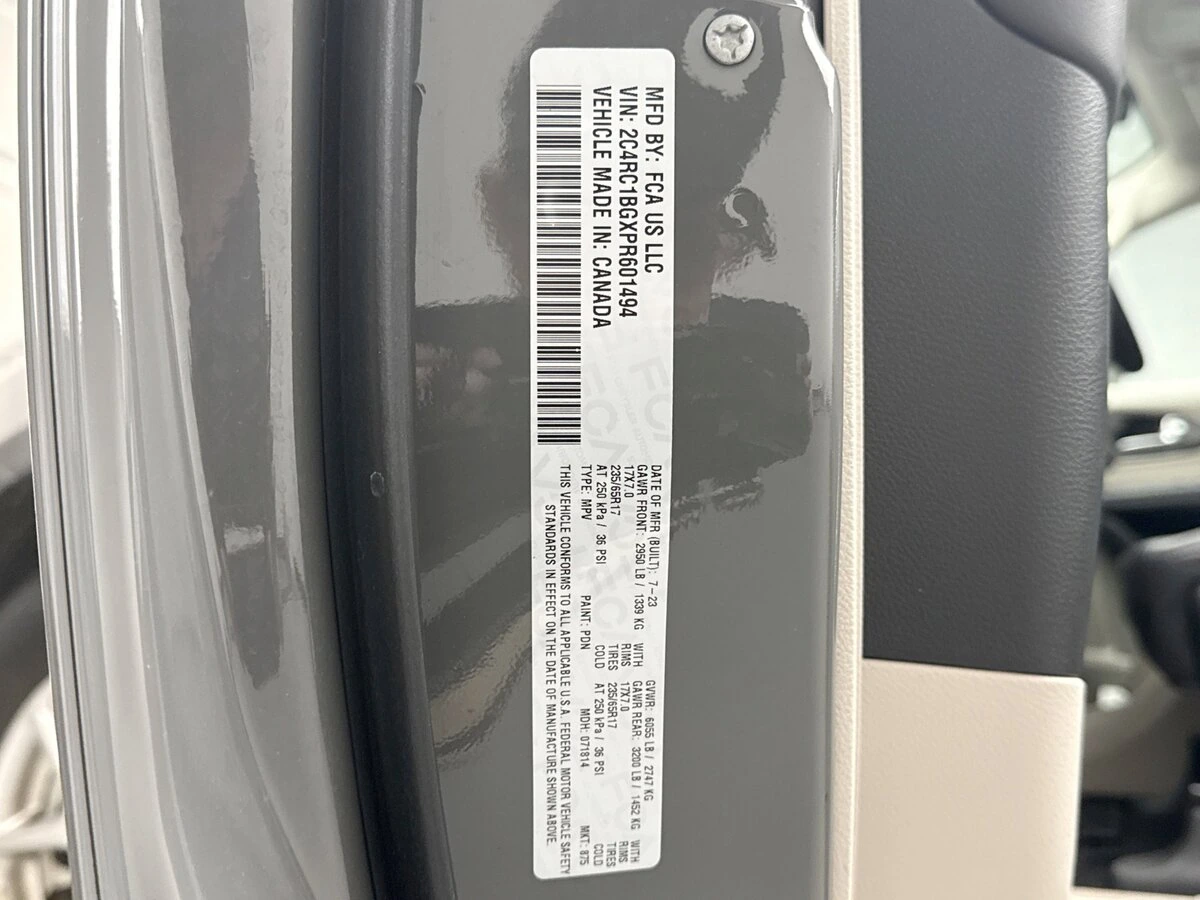 MFD BY: FCA US LLC
VIN: 2C4RC1BGXPR601494
VEHICLE MADE IN: CANADA
DATE OF MFR (BUILT): 7-23 GVWR: 6055 LB / 2747 KG
GAWR FRONT: 2950 LB / 1339 KG WITH GAWR REAR: 3200 LB / 1452 KG WITH
17X7.0 RIMS 17X7.0 RIMS
235/65R17 TIRES 235/65R17 TIRES
AT 250 kPa / 36 PSI COLD AT 250 kPa / 36 PSI COLD
TYPE: MPV PAINT: PDN MDH: 071814 MKT: 875
THIS VEHICLE CONFORMS TO ALL APPLICABLE U.S.A. FEDERAL MOTOR VEHICLE SAFETY
STANDARDS IN EFFECT ON THE DATE OF MANUFACTURE SHOWN ABOVE.